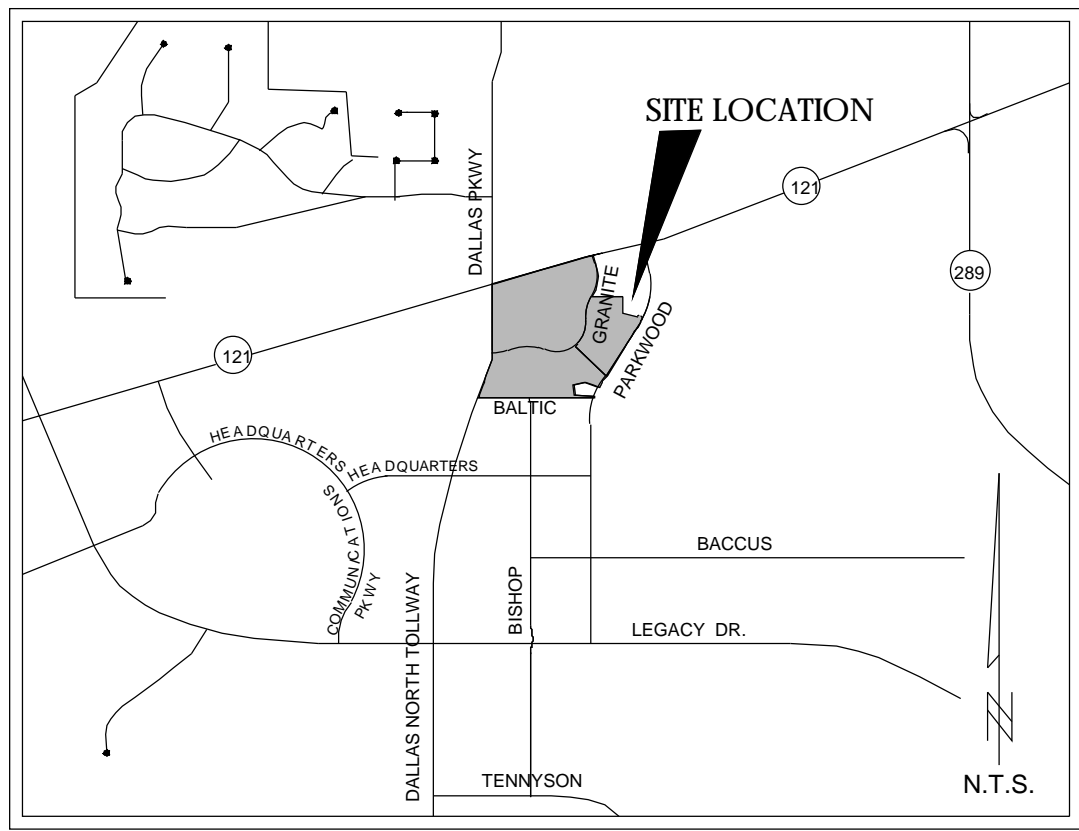 SITE LOCATION
DALLAS PKWY
121
289
GRANITE
PARKWOOD
121
BALTIC
HEADQUARTERS
HEADQUARTERS
COMMUNICATIONS
PKWY
BACCUS
BISHOP
LEGACY DR.
DALLAS NORTH TOLLWAY
TENNYSON
N
N.T.S.